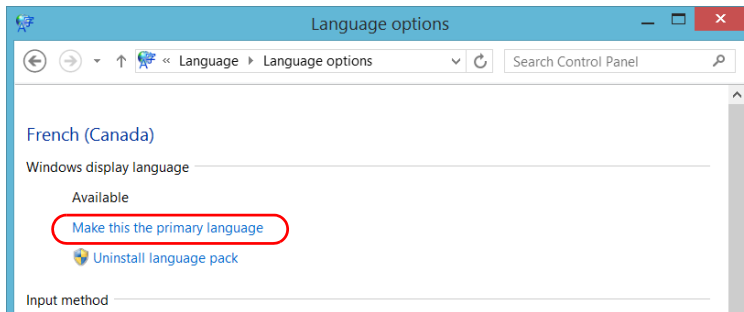 Language options
« Language Language options
Search Control Panel
French (Canada)
Windows display language
Available
Make this the primary language
Uninstall language pack
Input method